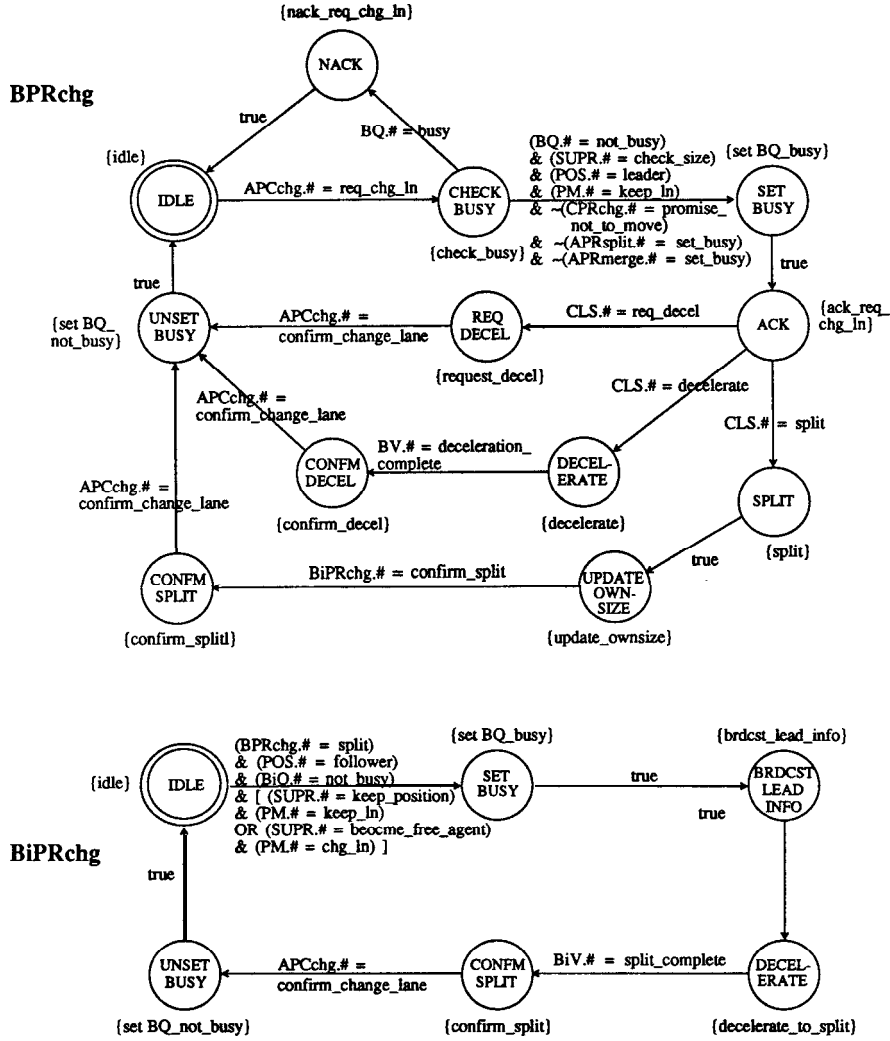 {nack_req_chg_ln}
NACK
BPRchg
true
BQ.# = busy
{idle}
IDLE
APCchg.# = req_chg_ln
CHECK
BUSY
{check_busy}
(BQ.# = not_busy)
& (SUPR.# = check_size)
& (POS.# = leader)
& (PM.# = keep_ln)
& ~(CPRchg.# = promise_
not_to_move)
& ~(APRsplit.# = set_busy)
& ~(APRmerge.# = set_busy)
{set BQ_busy}
SET
BUSY
true
true
{set BQ_
not_busy}
UNSET
BUSY
APCchg.# =
confirm_change_lane
REQ
DECEL
{request_decel}
CLS.# = req_decel
ACK
{ack_req_
chg_ln}
APCchg.# =
confirm_change_lane
CLS.# = decelerate
CLS.# = split
CONFM
DECEL
{confirm_decel}
BV.# = deceleration_
complete
DECEL-
ERATE
{decelerate}
APCchg.# =
confirm_change_lane
SPLIT
{split}
true
CONFM
SPLIT
{confirm_splitl}
BiPRchg.# = confirm_split
UPDATE
OWN-
SIZE
{update_ownsize}
{idle}
IDLE
(BPRchg.# = split)
& (POS.# = follower)
& (BiQ.# = not_busy)
& [ (SUPR.# = keep_position)
& (PM.# = keep_ln)
OR (SUPR.# = beocme_free_agent)
& (PM.# = chg_ln) ]
{set BQ_busy}
SET
BUSY
true
{brdcst_lead_info}
BRDCST
LEAD
INFO
true
BiPRchg
true
UNSET
BUSY
{set BQ_not_busy}
APCchg.# =
confirm_change_lane
CONFM
SPLIT
{confirm_split}
BiV.# = split_complete
DECEL-
ERATE
{decelerate_to_split}